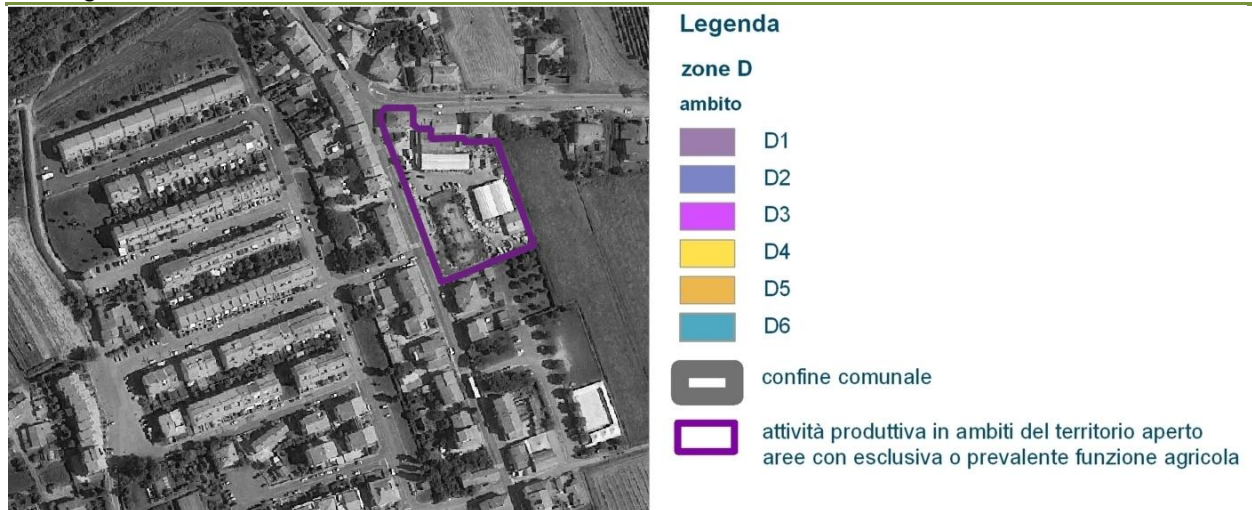 Legenda
zone D
ambito
D1
D2
D3
D4
D5
D6
confine comunale
attività produttiva in ambiti del territorio aperto
aree con esclusiva o prevalente funzione agricola